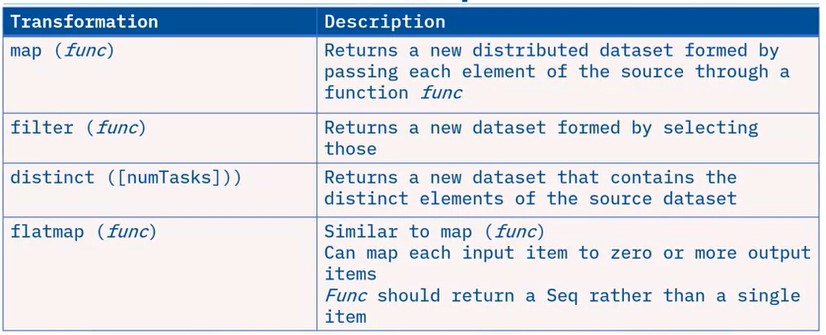 Transformation Description
map (func) Returns a new distributed dataset formed by
passing each element of the source through a
function func
filter (func) Returns a new dataset formed by selecting
those
distinct ([numTasks])) Returns a new dataset that contains the
distinct elements of the source dataset
flatmap (func) Similar to map (func)
Can map each input item to zero or more output
items
Func should return a Seq rather than a single
item